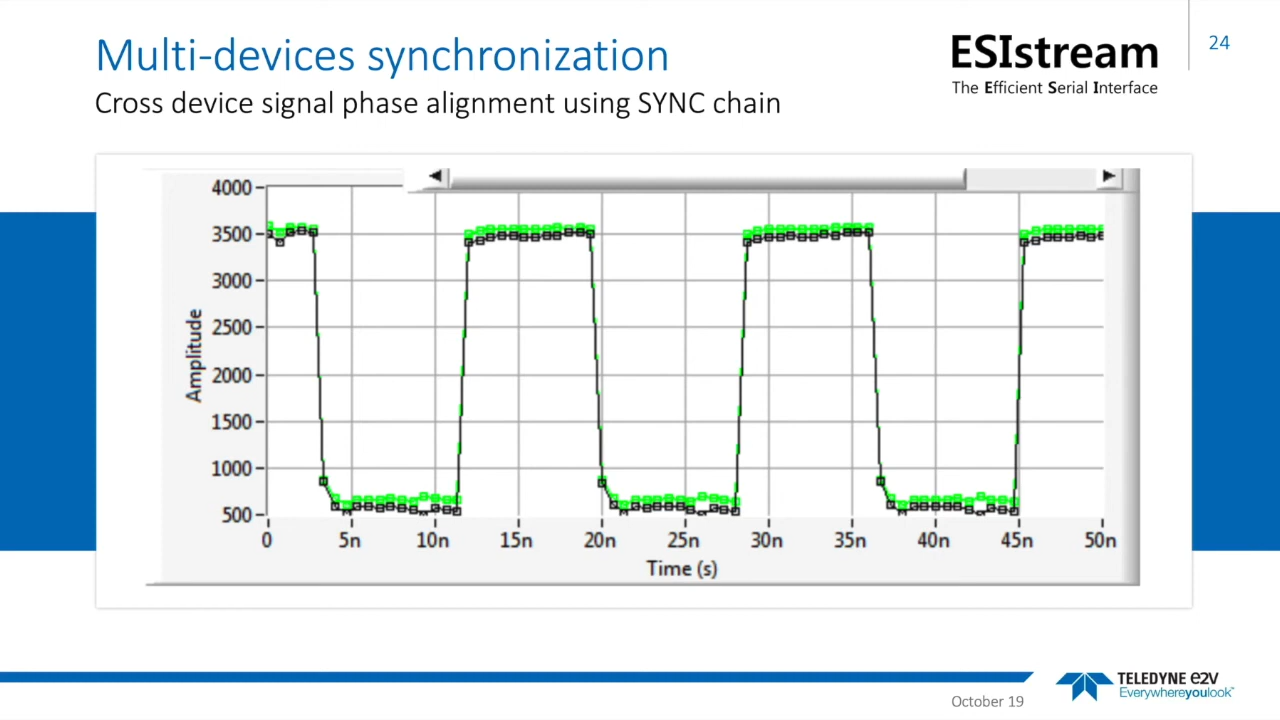 Multi-devices synchronization
Cross device signal phase alignment using SYNC chain
ESIstream
The Efficient Serial Interface
24
4000
3500
3000
2500
2000
1500
1000
500
Amplitude
0 5n 10n 15n 20n 25n 30n 35n 40n 45n 50n
Time (s)
October 19
TELEDYNE e2v
Everywhereyoulook™